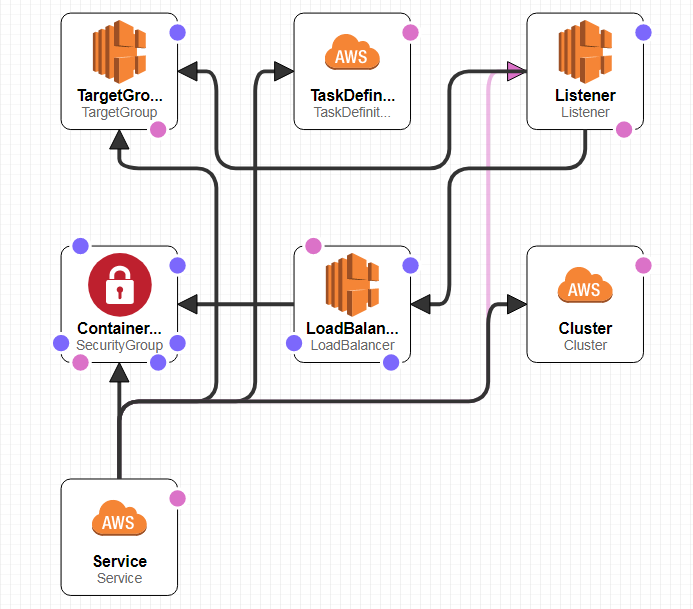 TargetGro...
TargetGroup
AWS
TaskDefin...
TaskDefinit...
Listener
Listener
Container...
SecurityGroup
LoadBalan...
LoadBalancer
AWS
Cluster
Cluster
AWS
Service
Service